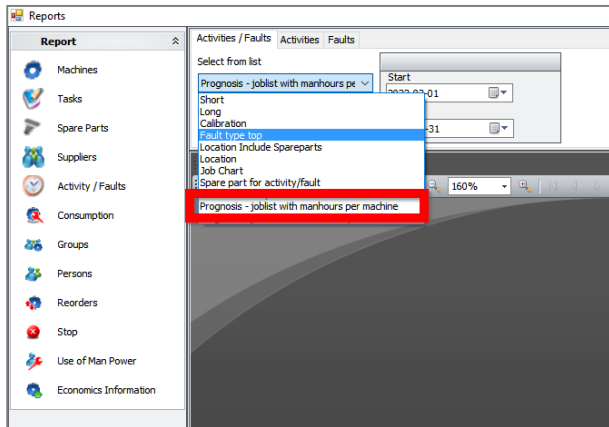 Reports
Report
Machines
Tasks
Spare Parts
Suppliers
Activity / Faults
Consumption
Groups
Persons
Reorders
Stop
Use of Man Power
Economics Information
Activities / Faults Activities Faults
Select from list
Prognosis - joblist with manhours pe
Start
-01
-31
Short
Long
Calibration
Fault type top
Location Include Spareparts
Location
Job Chart
Spare part for activity/fault
Prognosis - joblist with manhours per machine
160%